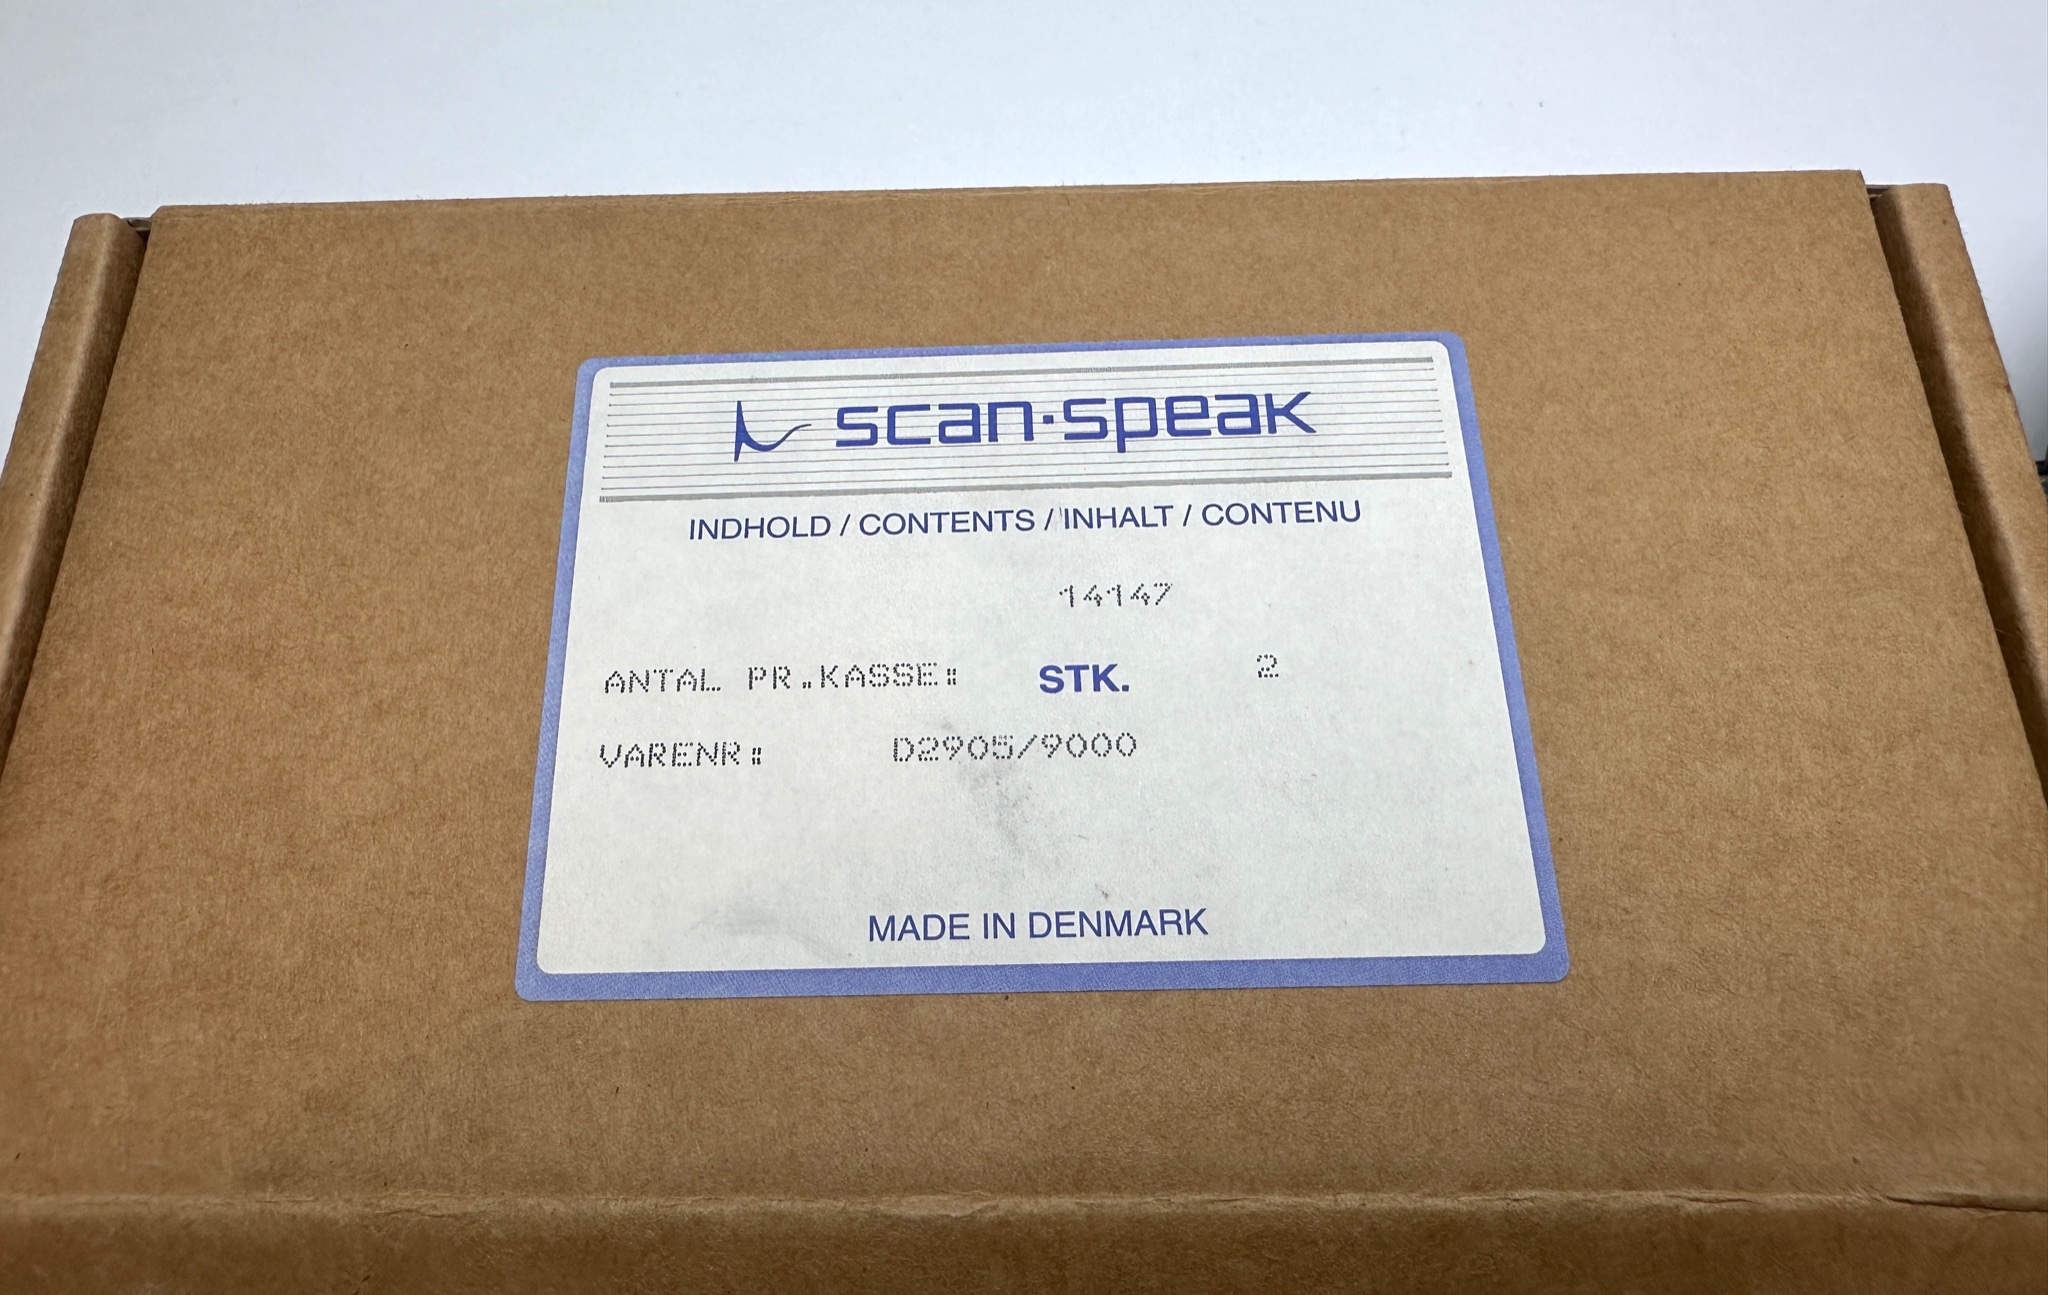 scan·speak
INDHOLD / CONTENTS / INHALT / CONTENU
14147
ANTAL PR.KASSE: STK. 2
VARENR: D2905/9000
MADE IN DENMARK